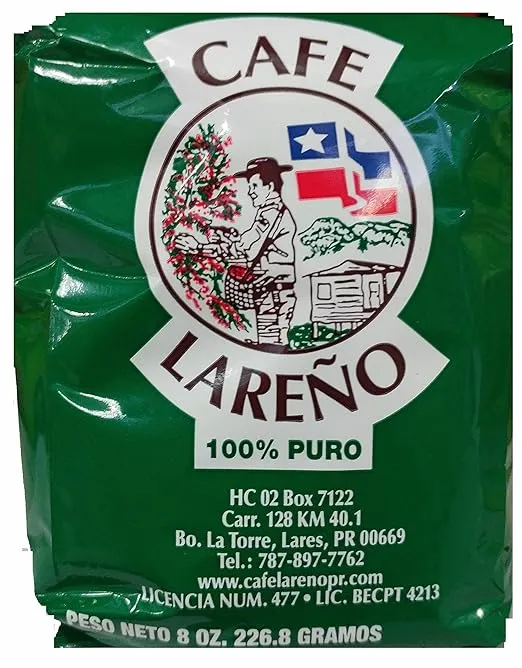 CAFE
LAREÑO
100% PURO
HC 02 Box 7122
Carr. 128 KM 40.1
Bo. La Torre, Lares, PR 00669
Tel.: 787-897-7762
www.cafelarenopr.com
LICENCIA NUM. 477 • LIC. BECPT 4213
PESO NETO 8 OZ. 226.8 GRAMOS